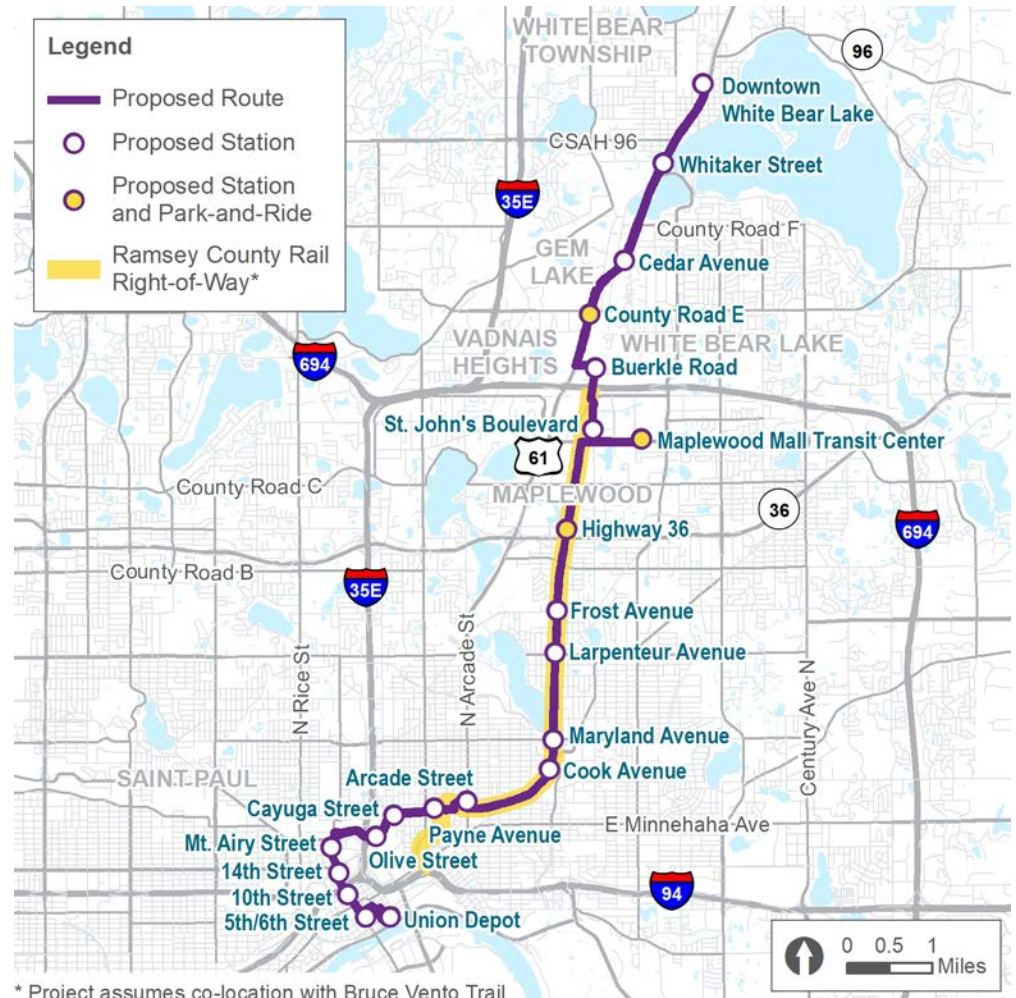 Legend
Proposed Route
Proposed Station
Proposed Station
and Park-and-Ride
Ramsey County Rail
Right-of-Way*
WHITE BEAR
TOWNSHIP
96
Downtown
White Bear Lake
CSAH 96
Whitaker Street
35E
County Road F
GEM
LAKE
Cedar Avenue
County Road E
VADNAIS
HEIGHTS
WHITE BEAR LAKE
694
Buerkle Road
St. John's Boulevard
Maplewood Mall Transit Center
61
County Road C
MAPLEWOOD
36
694
Highway 36
County Road B
35E
Frost Avenue
N Arcade St
Larpenteur Avenue
N Rice St
Century Ave N
Maryland Avenue
SAINT PAUL
Cook Avenue
Arcade Street
Cayuga Street
E Minnehaha Ave
Payne Avenue
Mt. Airy Street
Olive Street
14th Street
94
10th Street
5th/6th Street
Union Depot
0 0.5 1
Miles
* Project assumes co-location with Bruce Vento Trail